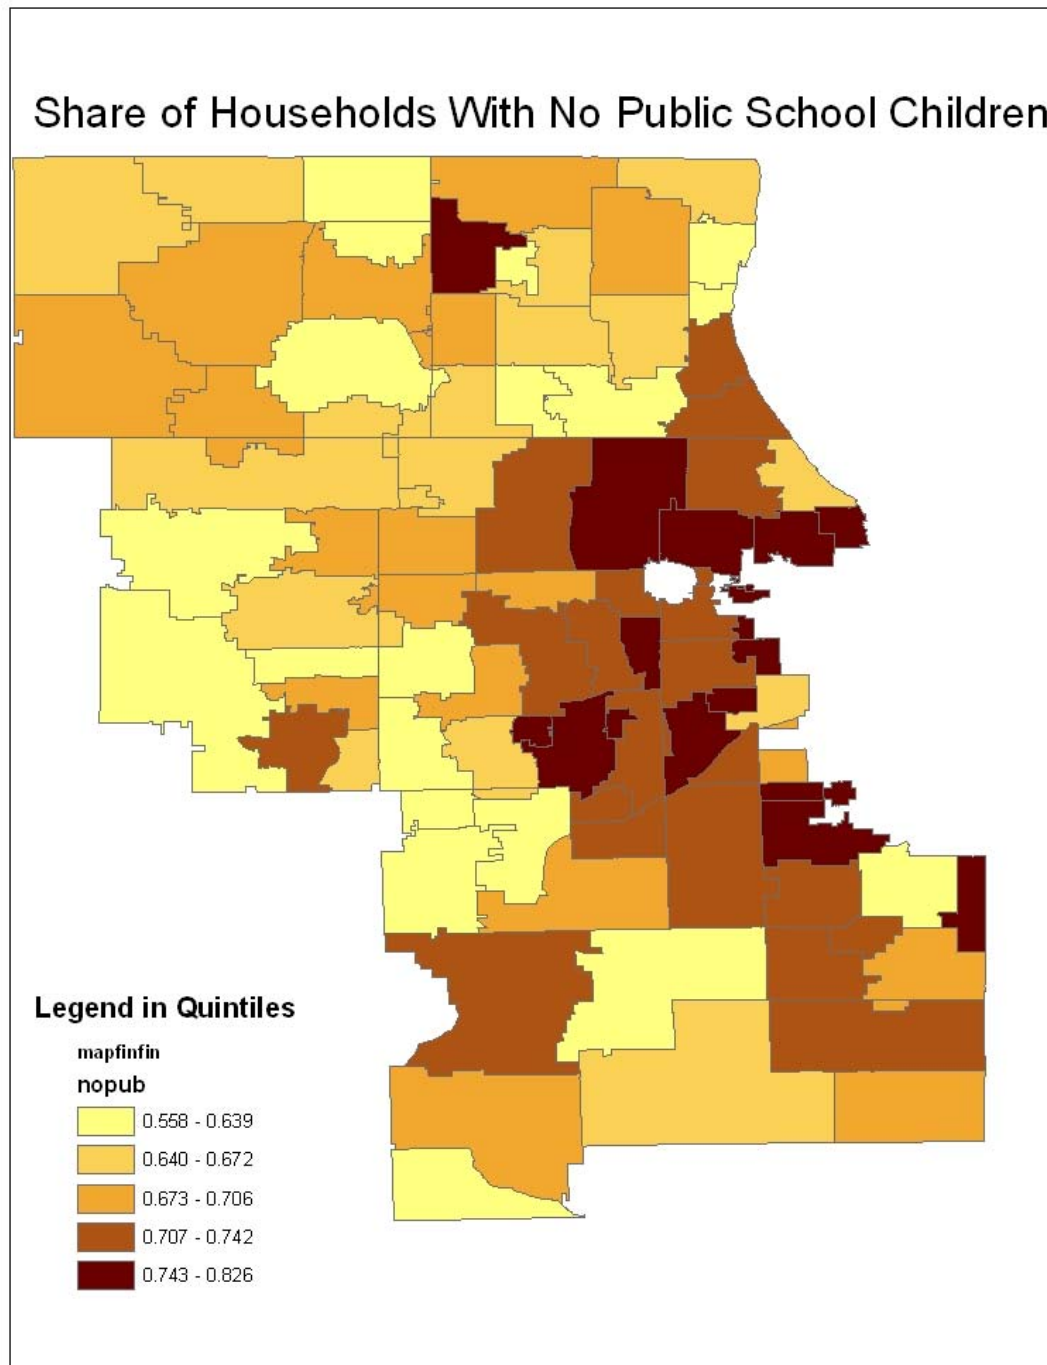 Share of Households With No Public School Children
Legend in Quintiles
mapfinfin
nopub
0.558 - 0.639
0.640 - 0.672
0.673 - 0.706
0.707 - 0.742
0.743 - 0.826